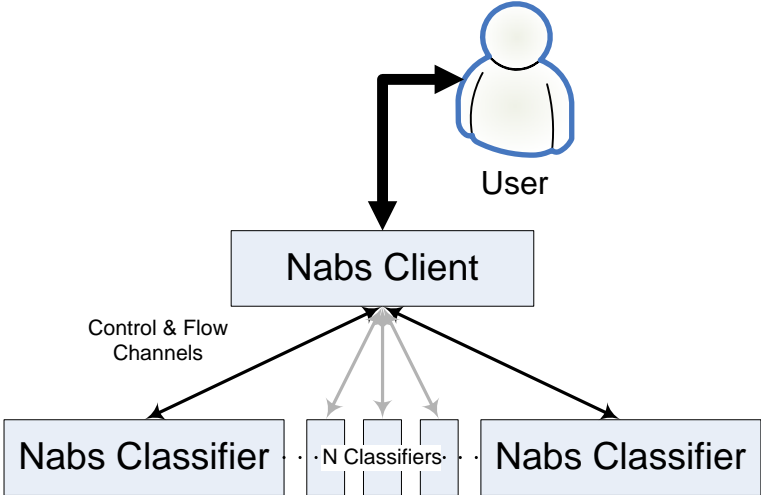 User
Nabs Client
Control & Flow
Channels
Nabs Classifier
N Classifiers
Nabs Classifier